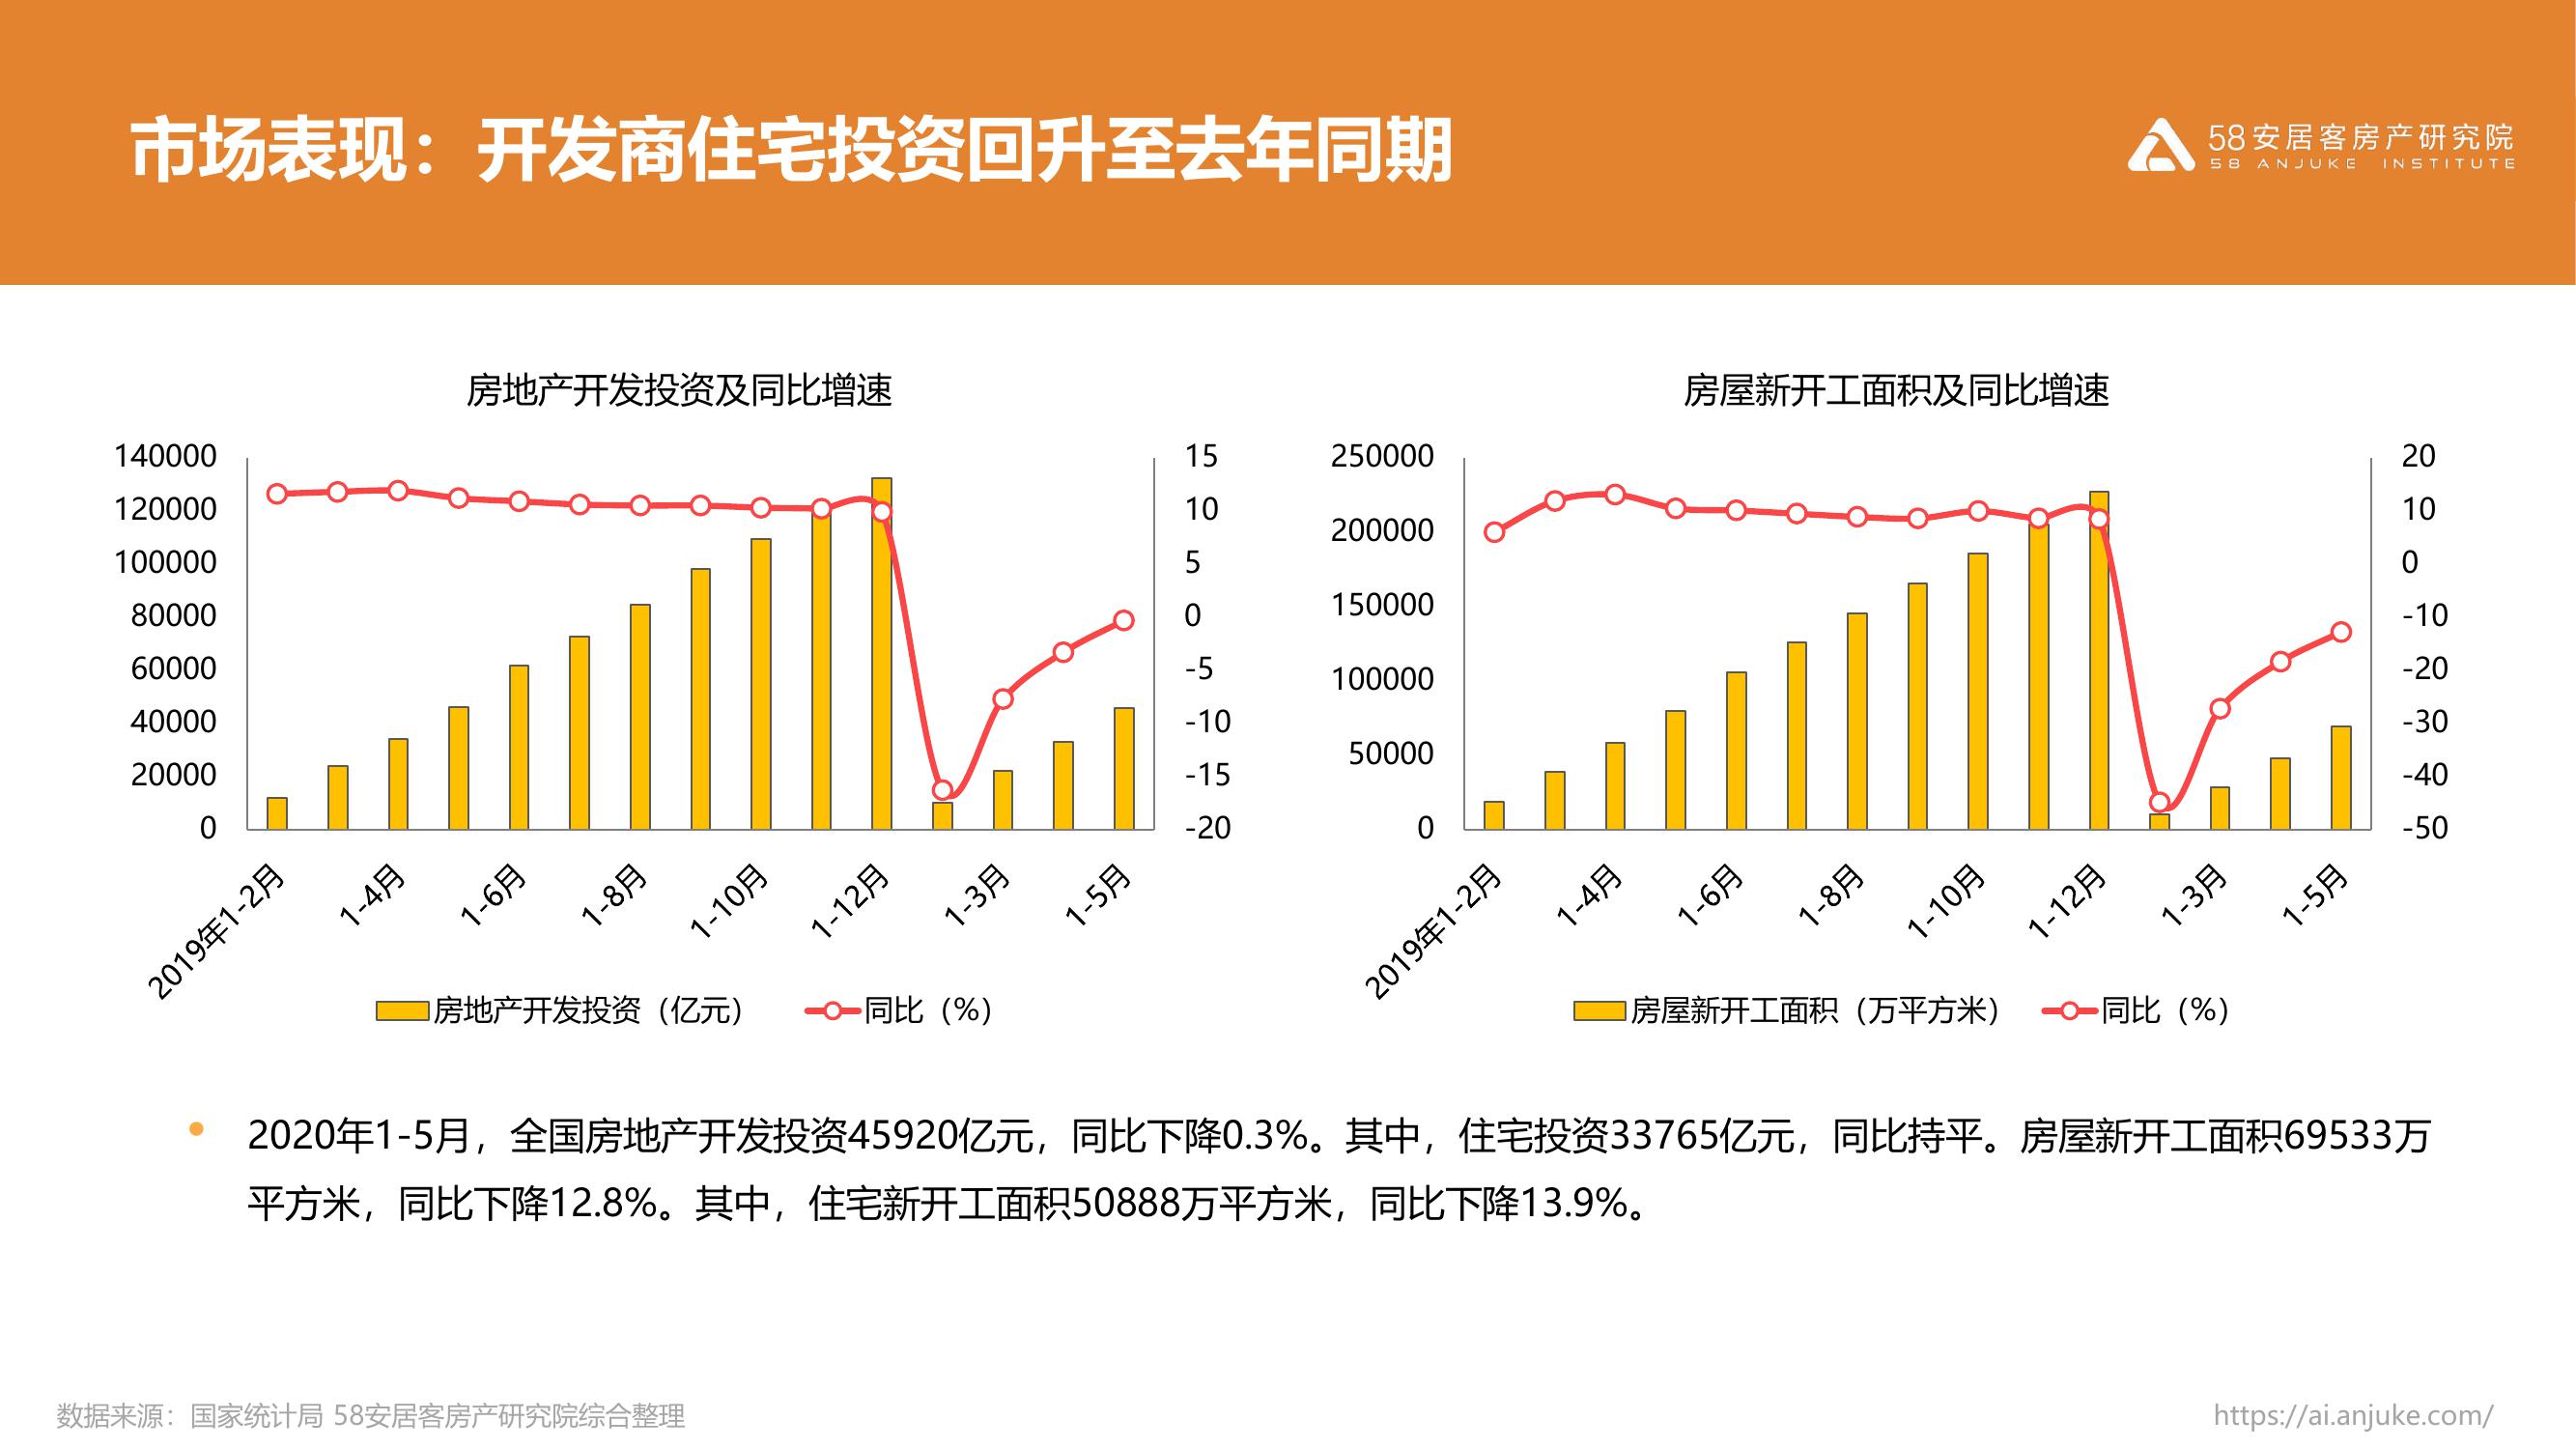 市场表现：开发商住宅投资回升至去年同期
58安居客房产研究院
58 ANJUKE INSTITUTE
房地产开发投资及同比增速
140000
120000
100000
80000
60000
40000
20000
0
15
10
5
0
-5
-10
-15
-20
2019年1-2月
1-4月
1-6月
1-8月
1-10月
1-12月
1-3月
1-5月
房地产开发投资（亿元）
同比（%）
房屋新开工面积及同比增速
250000
200000
150000
100000
50000
0
20
10
0
-10
-20
-30
-40
-50
2019年1-2月
1-4月
1-6月
1-8月
1-10月
1-12月
1-3月
1-5月
房屋新开工面积（万平方米）
同比（%）
2020年1-5月，全国房地产开发投资45920亿元，同比下降0.3%。其中，住宅投资33765亿元，同比持平。房屋新开工面积69533万
平方米，同比下降12.8%。其中，住宅新开工面积50888万平方米，同比下降13.9%。
数据来源：国家统计局 58安居客房产研究院综合整理
https://ai.anjuke.com/